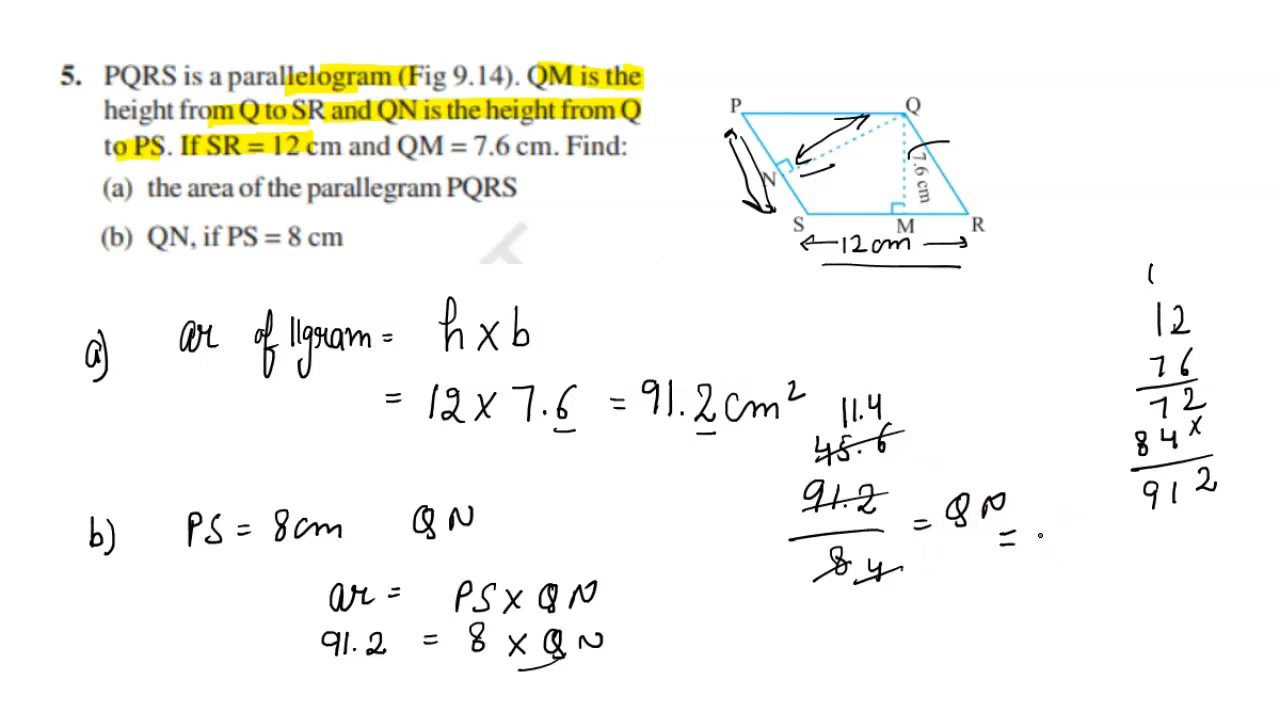 5. PQRS is a parallelogram (Fig 9.14). QM is the
height from Q to SR and QN is the height from Q
to PS. If SR = 12 cm and QM = 7.6 cm. Find:
(a) the area of the parallegram PQRS
(b) QN, if PS = 8 cm
P
Q
N
7.6 cm
S
M
R
12 cm
a) ar of ||gram = h × b
= 12 × 7.6 = 91.2 cm²
b) PS = 8cm QN
ar = PS × QN
91.2 = 8 × QN
11.4
45.6
91.2
8 4
= QN
=
1
12
76
72
84×
912